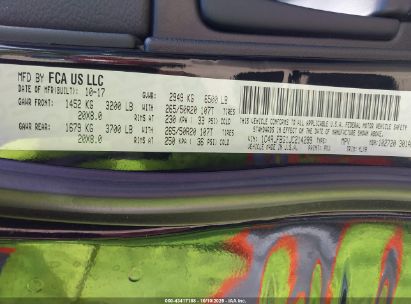 MFD BY FCA US LLC
DATE OF MFR(BUILT): 10-17 GVWR: 2949 KG 6500 LB
GAWR FRONT: 1452 KG 3200 LB WITH 265/50R20 107T TIRES
20X8.0 RIMS AT 230 KPA ( 33 PSI) COLD
GAWR REAR: 1679 KG 3700 LB WITH 265/50R20 107T TIRES
20X8.0 RIMS AT 250 KPA ( 36 PSI) COLD
THIS VEHICLE CONFORMS TO ALL APPLICABLE U.S.A. FEDERAL MOTOR VEHICLE
SAFETY STANDARDS IN EFFECT ON THE DATE OF MANUFACTURE SHOWN ABOVE.
TYPE: MPV
MADE IN U.S.A.